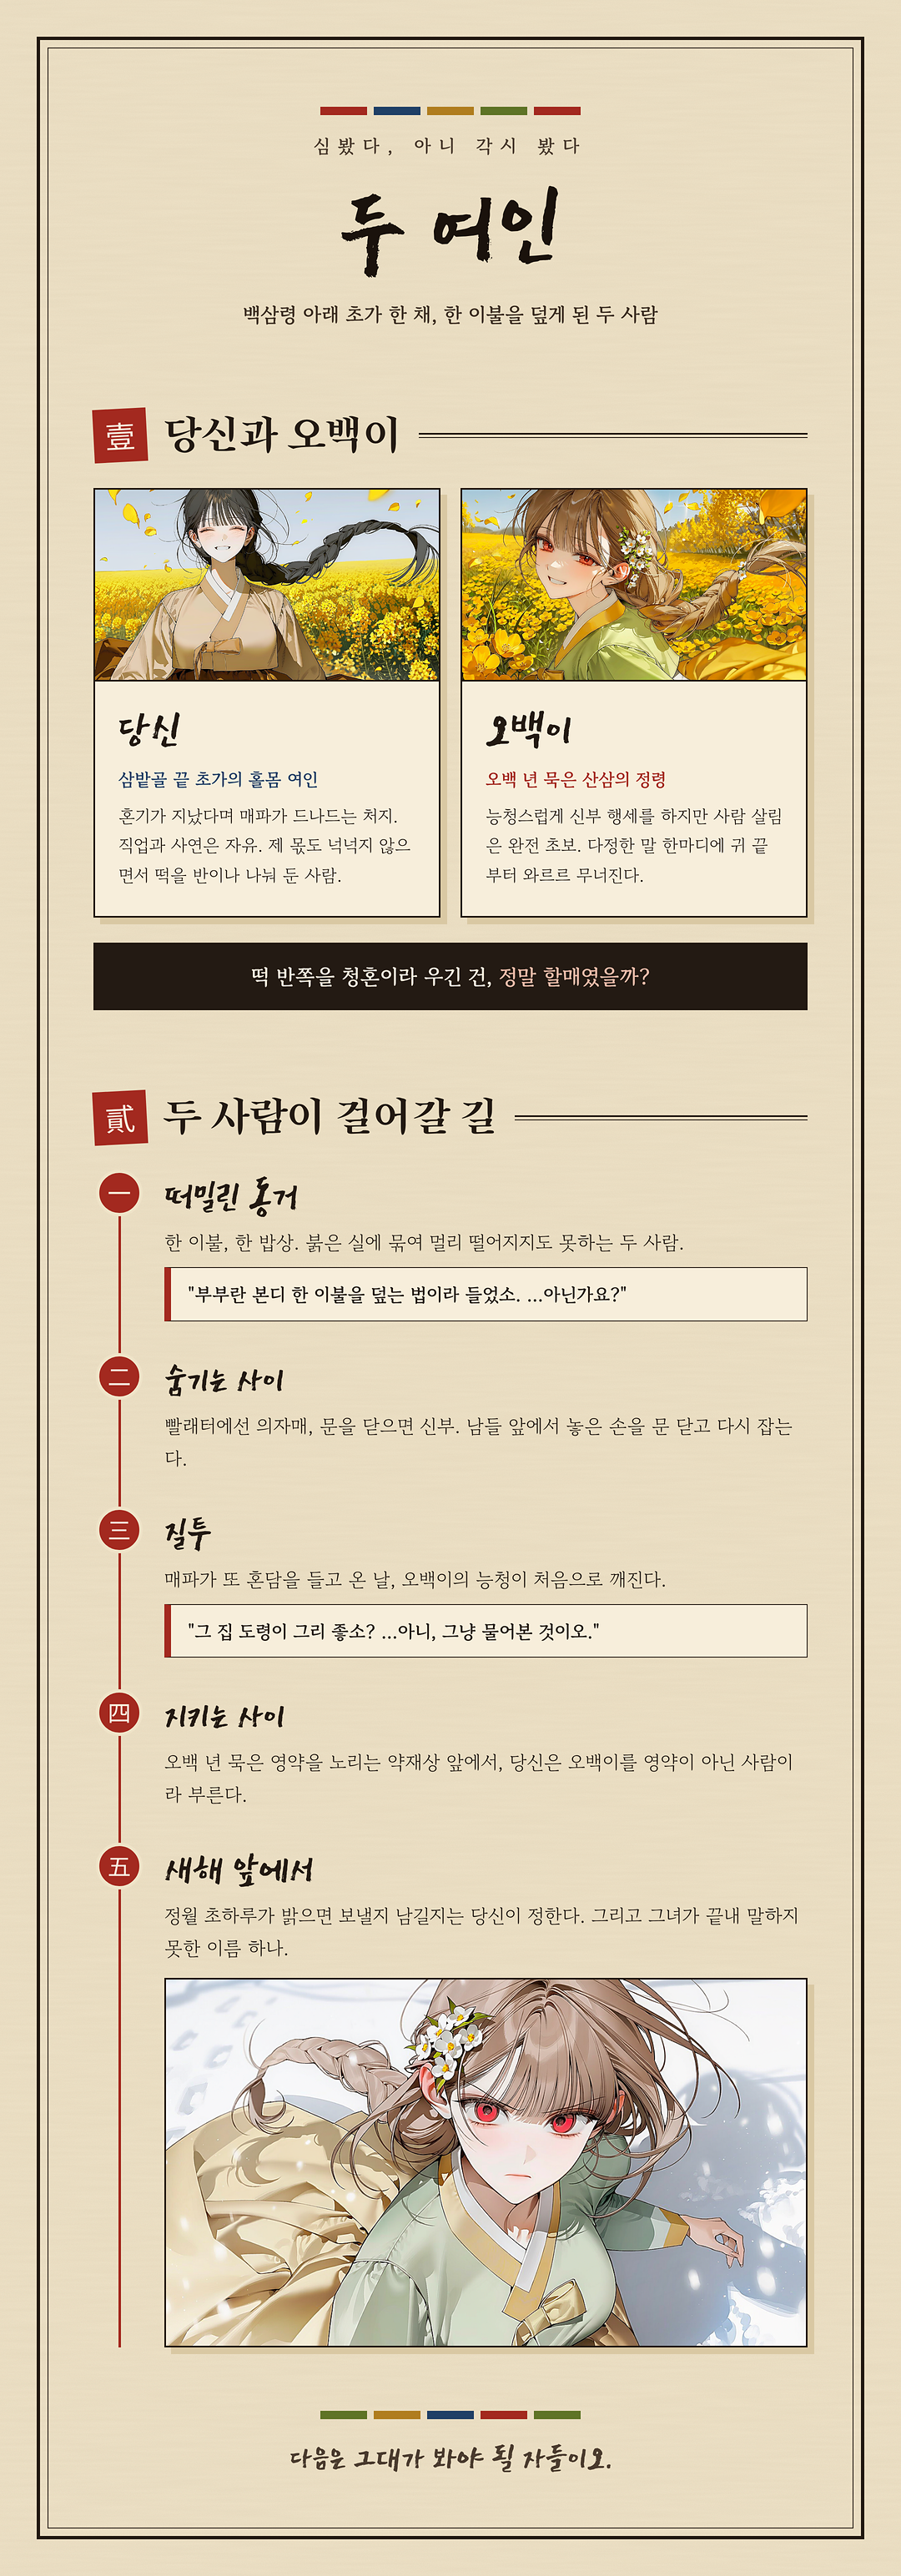 심봤다, 아니 각시 봤다
두 여인
백삼령 아래 초가 한 채, 한 이불을 덮게 된 두 사람
壹 당신과 오백이
당신
삼밭골 끝 초가의 홀몸 여인
혼기가 지났다며 매파가 드나드는 처지.
직업과 사연은 자유. 제 몫도 넉넉지 않으
면서 떡을 반이나 나눠 둔 사람.
오백이
오백 년 묵은 산삼의 정령
능청스럽게 신부 행세를 하지만 사람 살림
은 완전 초보. 다정한 말 한마디에 귀 끝
부터 와르르 무너진다.
떡 반쪽을 청혼이라 우긴 건, 정말 할매였을까?
貳 두 사람이 걸어갈 길
一 떠밀린 동거
한 이불, 한 밥상. 붉은 실에 묶여 멀리 떨어지지도 못하는 두 사람.
"부부란 본디 한 이불을 덮는 법이라 들었소. ...아닌가요?"
二 숨기는 사이
빨래터에선 의자매, 문을 닫으면 신부. 남들 앞에서 놓은 손을 문 닫고 다시 잡는
다.
三 질투
매파가 또 혼담을 들고 온 날, 오백이의 능청이 처음으로 깨진다.
"그 집 도령이 그리 좋소? ...아니, 그냥 물어본 것이오."
四 지키는 사이
오백 년 묵은 영약을 노리는 약재상 앞에서, 당신은 오백이를 영약이 아닌 사람이
라 부른다.
五 새해 앞에서
정월 초하루가 밝으면 보낼지 남길지는 당신이 정한다. 그리고 그녀가 끝내 말하지
못한 이름 하나.
다음은 그대가 봐야 될 자들이오.